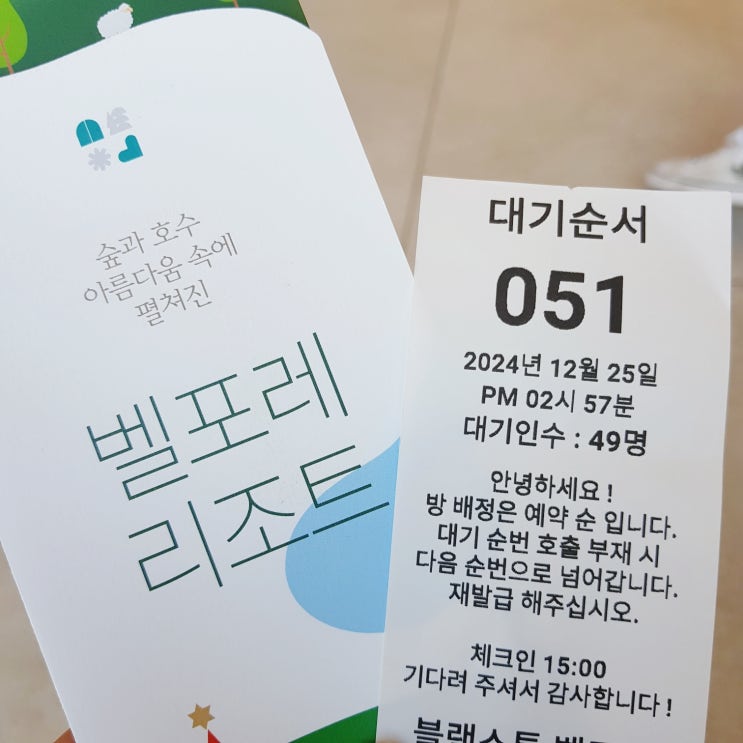 숲과 호수
아름다움 속에
펼쳐진
벨포레
리조트
대기순서
051
2024년 12월 25일
PM 02시 57분
대기인수 : 49명
안녕하세요 !
방 배정은 예약 순 입니다.
대기 순번 호출 부재 시
다음 순번으로 넘어갑니다.
재발급 해주십시오.
체크인 15:00
기다려 주셔서 감사합니다 !
블랙스톤